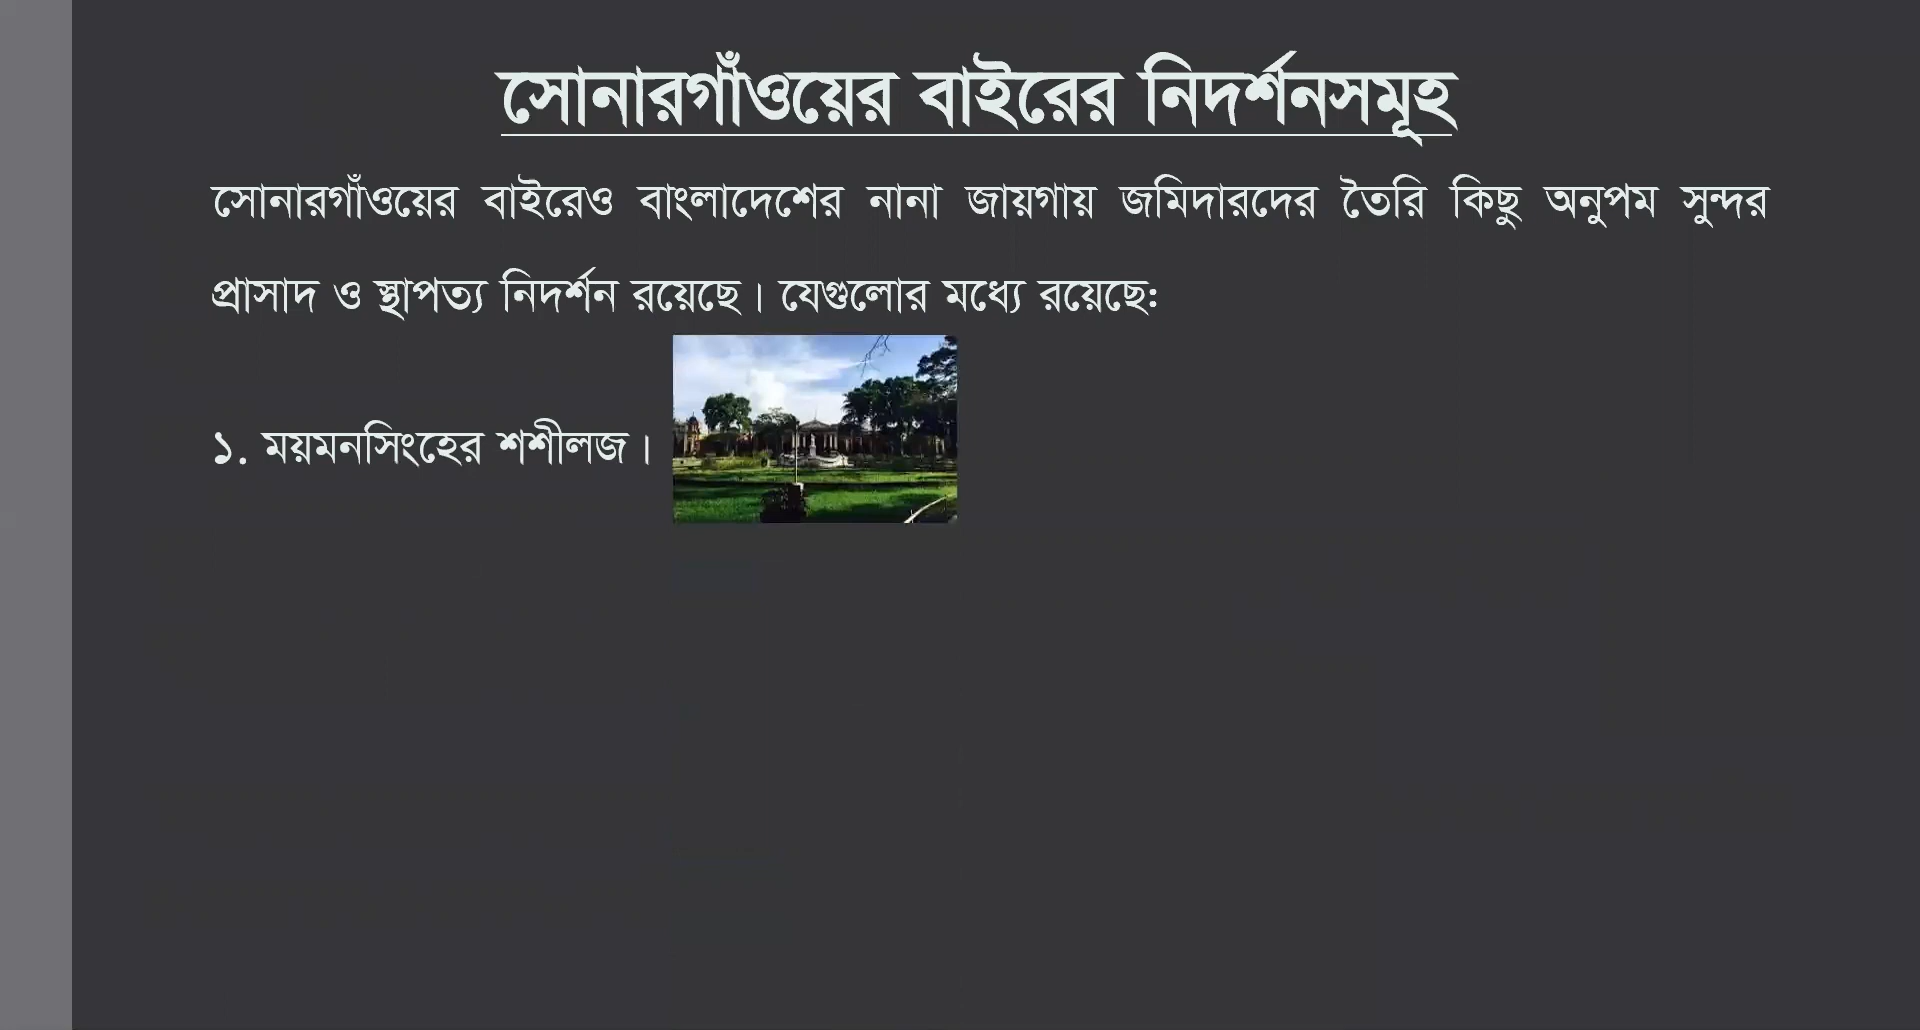 সোনারগাঁওয়ের বাইরের নিদর্শনসমূহ
সোনারগাঁওয়ের বাইরেও বাংলাদেশের নানা জায়গায় জমিদারদের তৈরি কিছু অনুপম সুন্দর
প্রাসাদ ও স্থাপত্য নিদর্শন রয়েছে। যেগুলোর মধ্যে রয়েছে:
১. ময়মনসিংহের শশীলজ।